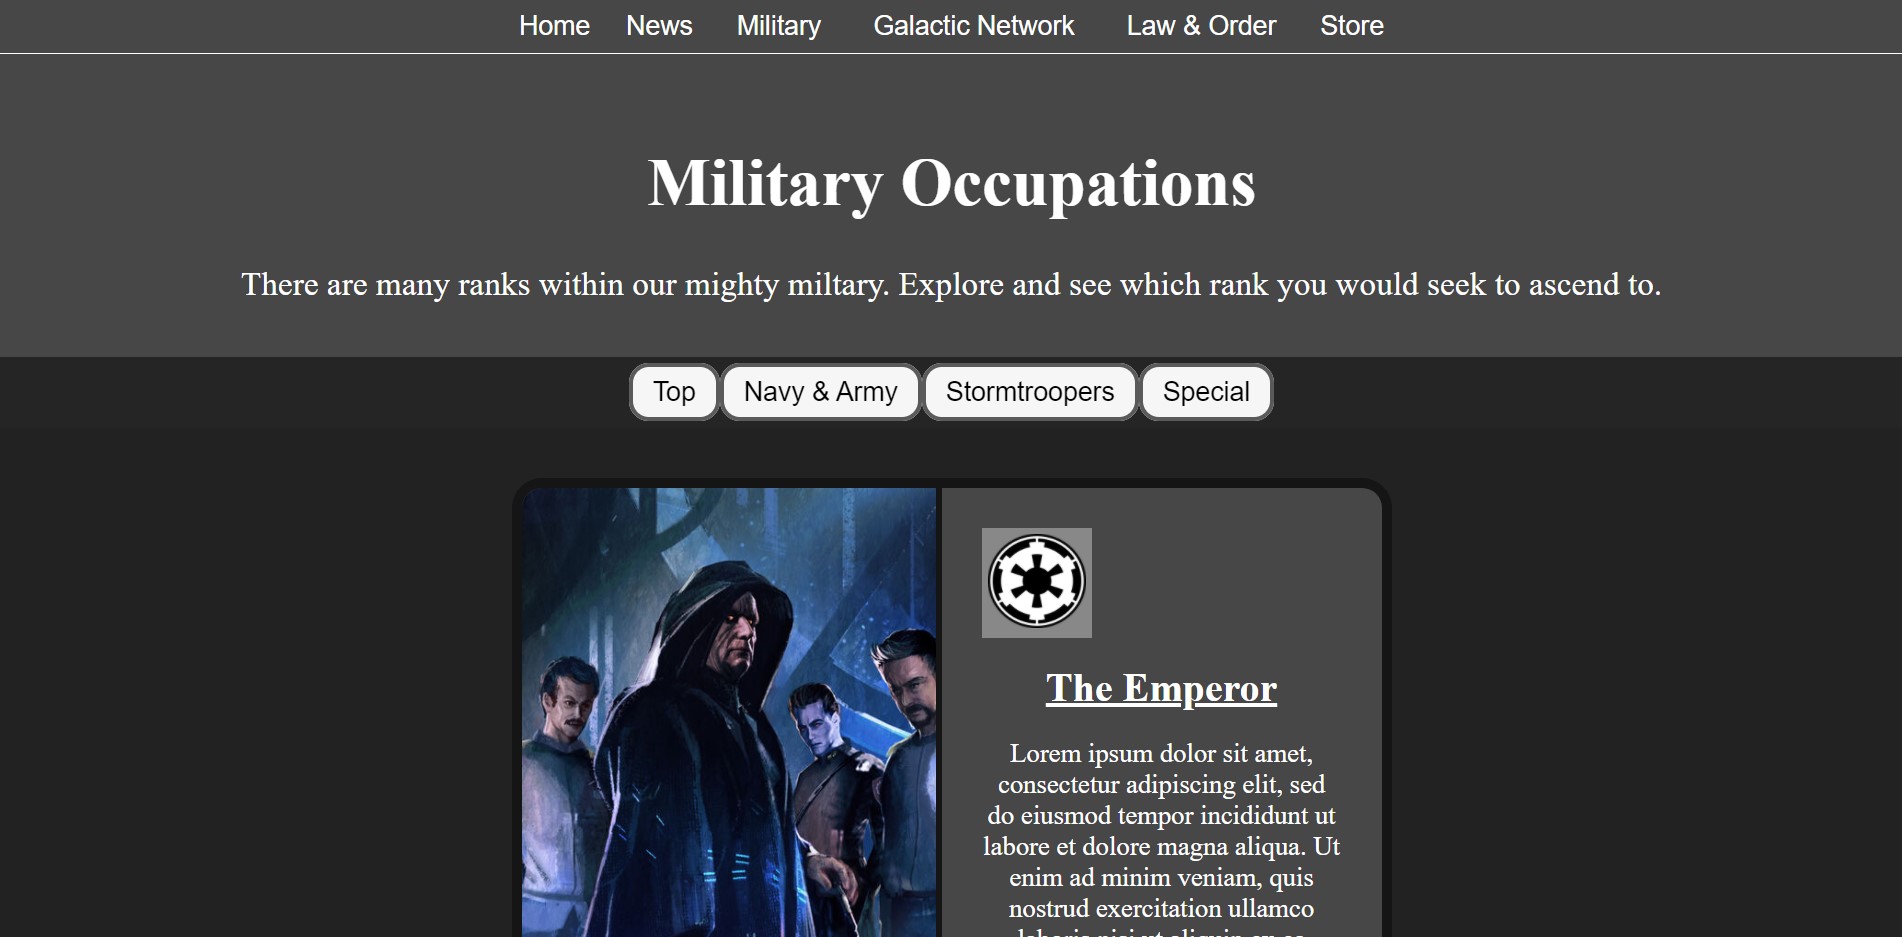 Home News Military Galactic Network Law & Order Store
Military Occupations
There are many ranks within our mighty miltary. Explore and see which rank you would seek to ascend to.
Top Navy & Army Stormtroopers Special
The Emperor
Lorem ipsum dolor sit amet,
consectetur adipiscing elit, sed
do eiusmod tempor incididunt ut
labore et dolore magna aliqua. Ut
enim ad minim veniam, quis
nostrud exercitation ullamco